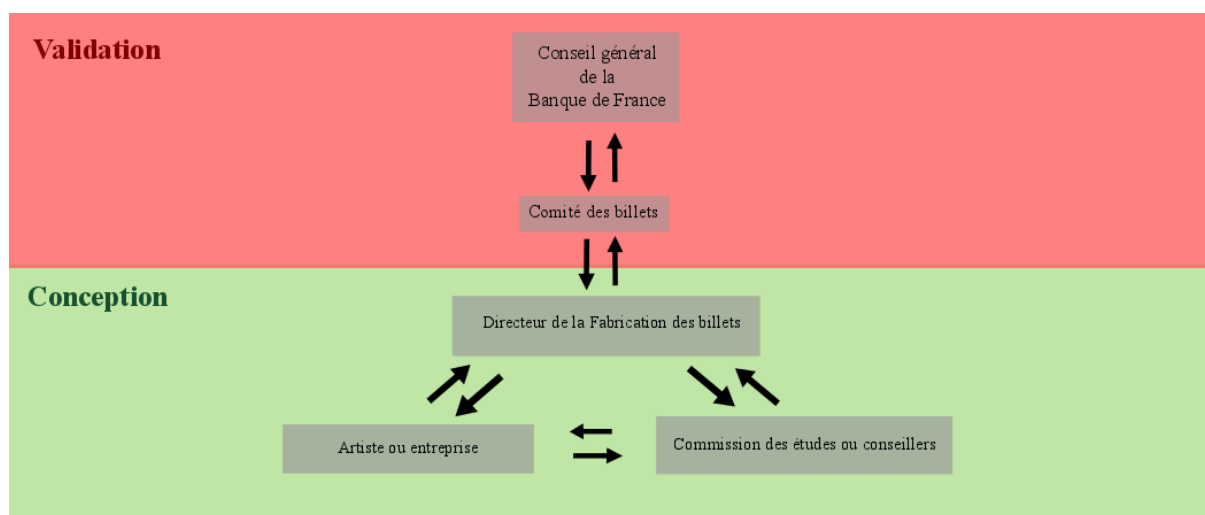 Validation
Conseil général
de la
Banque de France
Comité des billets
Conception
Directeur de la Fabrication des billets
Artiste ou entreprise
Commission des études ou conseillers